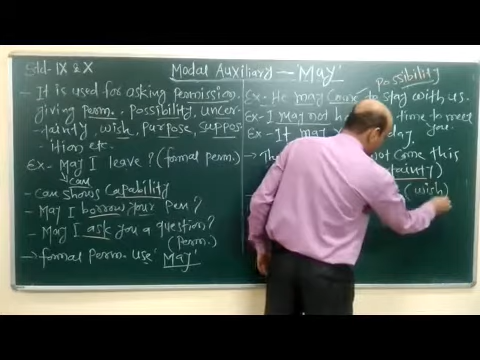 Std-IX & X
Modal Auxiliary - 'May'
- It is used for asking permission
giving perm., possibility, uncer-
-tainty, wish, purpose, suppos-
-ition etc.
Ex- May I leave? (formal perm.)
can
- Can shows Capability
- May I borrow your Pen?
- May I ask you a question?
(Perm.)
→ formal Perm. use 'May'
Possibility
Ex- He may come to stay with us.
Ex- I may not time to meet
you.
Ex- It may day.
→ not come this
tainty)
(wish)